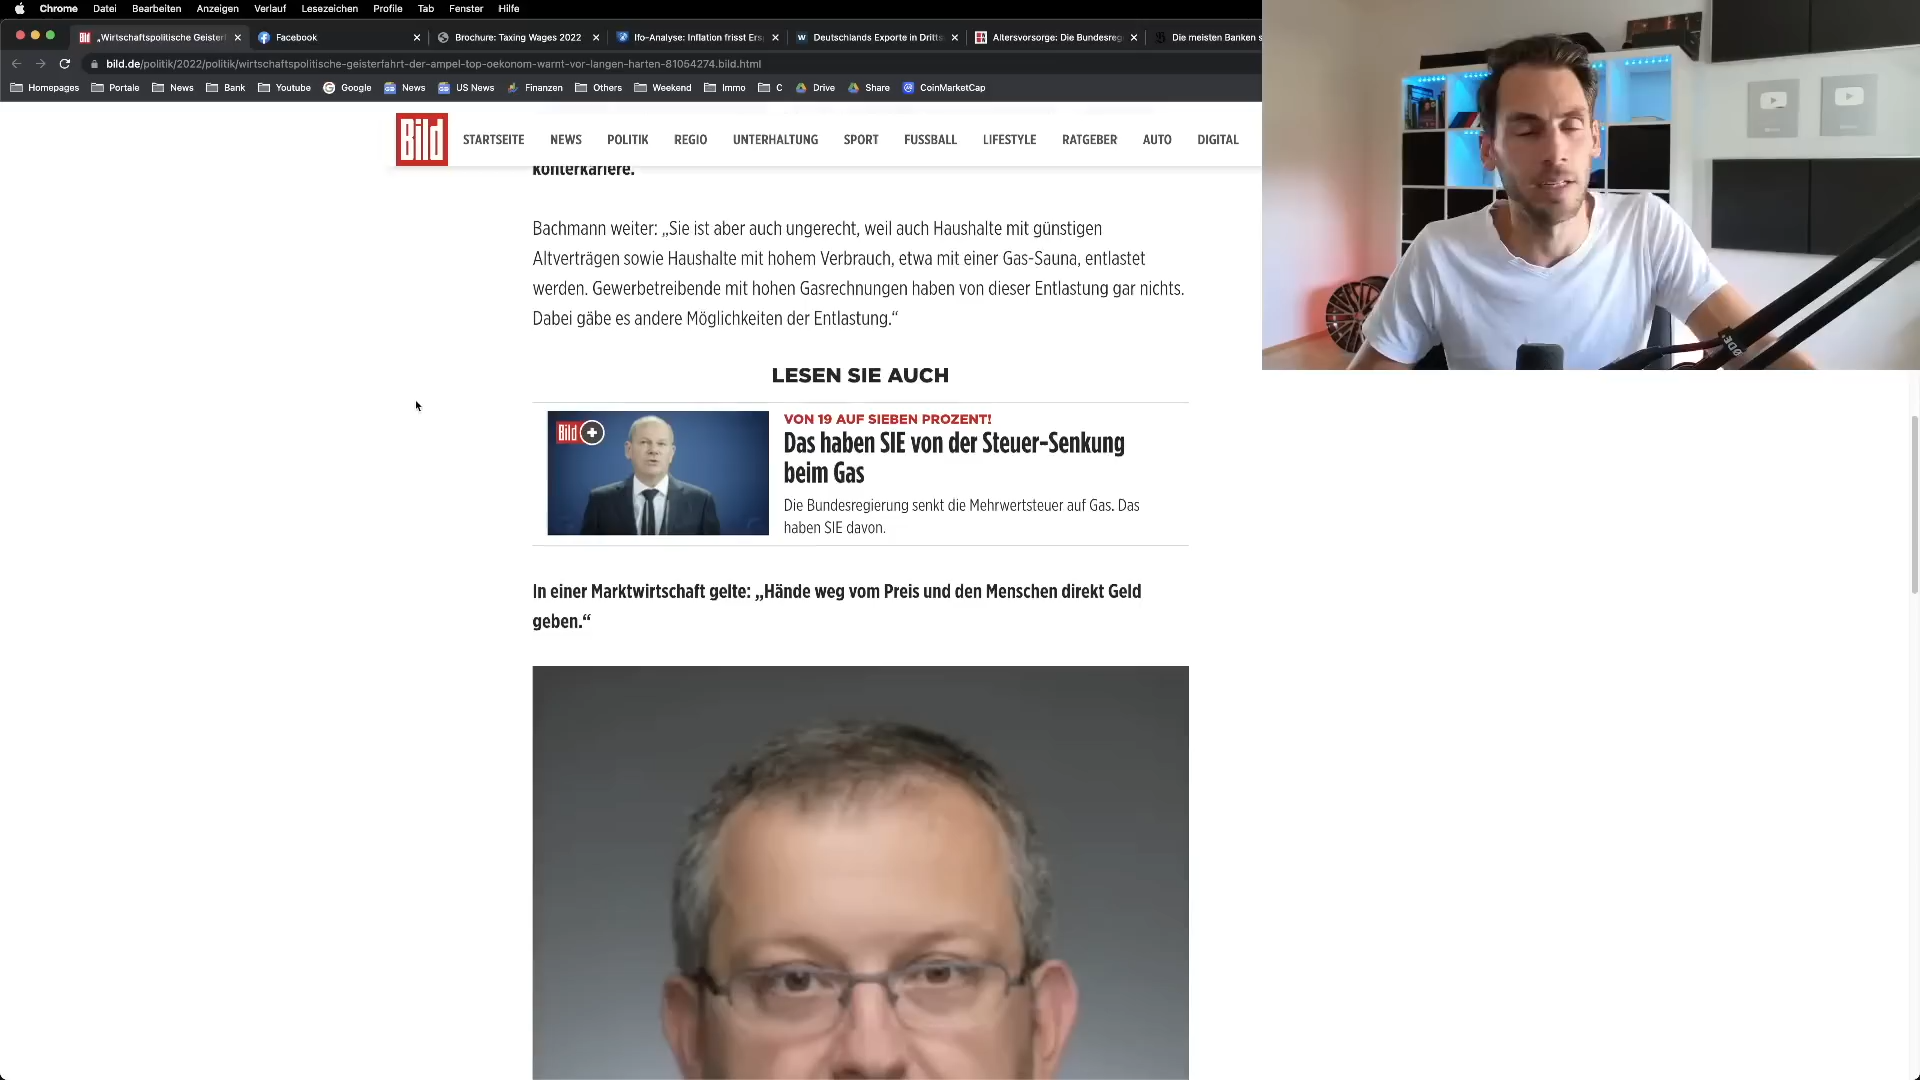 Chrome Datei Bearbeiten Anzeigen Verlauf Lesezeichen Profile Tab Fenster Hilfe
„Wirtschaftspolitische Geister
Facebook
Brochure: Taxing Wages 2022
Ifo-Analyse: Inflation frisst Ers
Deutschlands Exporte in Dritts
Altersvorsorge: Die Bundesreg
Die meisten Banken s
bild.de/politik/2022/politik/wirtschaftspolitische-geisterfahrt-der-ampel-top-oekonom-warnt-vor-langen-harten-81054274.bild.html
Homepages Portale News Bank Youtube Google News US News Finanzen Others Weekend Immo C Drive Share CoinMarketCap
Bild STARTSEITE NEWS POLITIK REGIO UNTERHALTUNG SPORT FUSSBALL LIFESTYLE RATGEBER AUTO DIGITAL
konterkariere.
Bachmann weiter: „Sie ist aber auch ungerecht, weil auch Haushalte mit günstigen
Altverträgen sowie Haushalte mit hohem Verbrauch, etwa mit einer Gas-Sauna, entlastet
werden. Gewerbetreibende mit hohen Gasrechnungen haben von dieser Entlastung gar nichts.
Dabei gäbe es andere Möglichkeiten der Entlastung.“
LESEN SIE AUCH
Bild +
VON 19 AUF SIEBEN PROZENT!
Das haben SIE von der Steuer-Senkung
beim Gas
Die Bundesregierung senkt die Mehrwertsteuer auf Gas. Das
haben SIE davon.
In einer Marktwirtschaft gelte: „Hände weg vom Preis und den Menschen direkt Geld
geben.“
RØDE